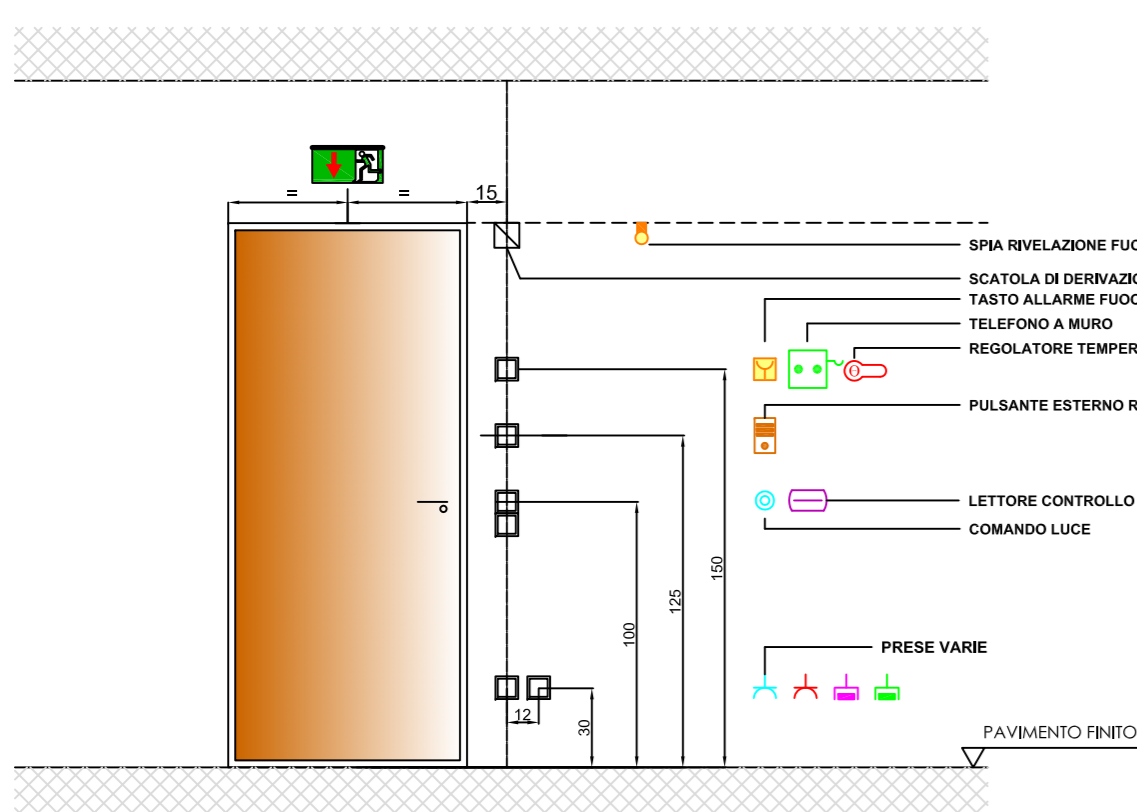 = = 15
SPIA RIVELAZIONE FUO
SCATOLA DI DERIVAZIO
TASTO ALLARME FUOC
TELEFONO A MURO
REGOLATORE TEMPER
PULSANTE ESTERNO R
LETTORE CONTROLLO
COMANDO LUCE
150
125
100
PRESE VARIE
12
30
PAVIMENTO FINITO